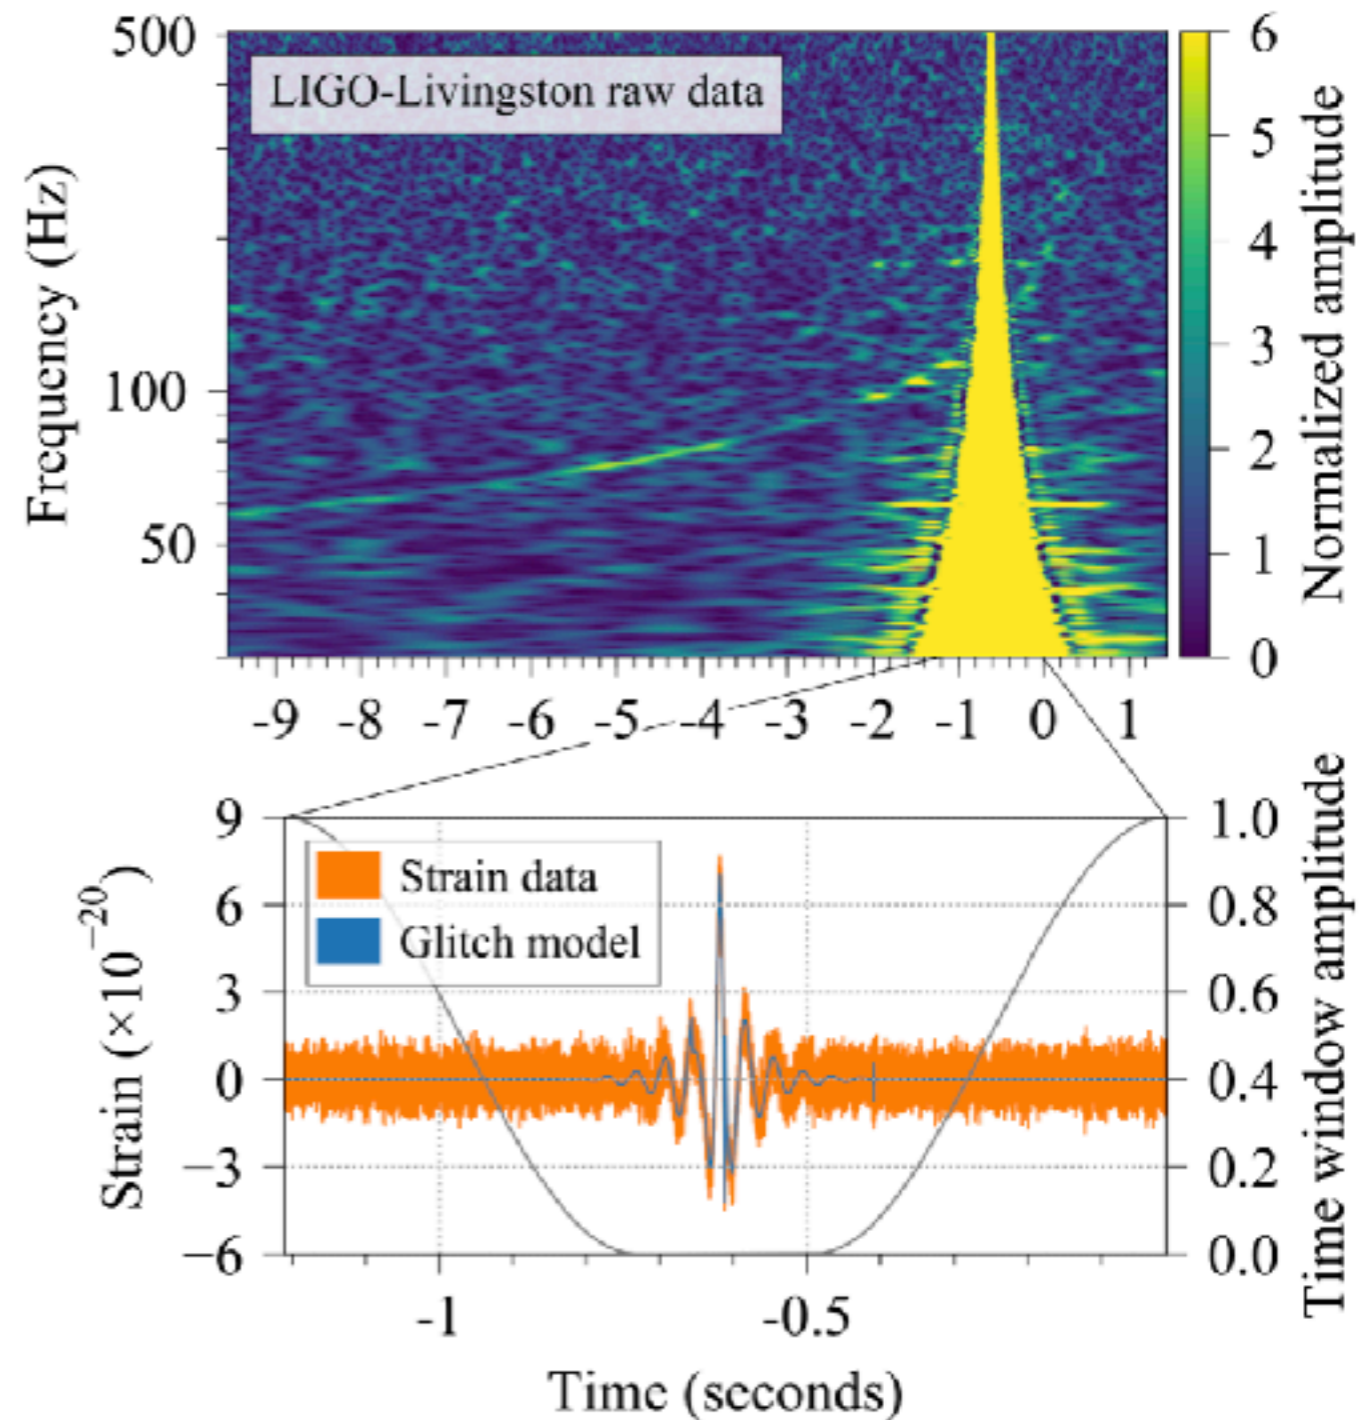 LIGO-Livingston raw data
Frequency (Hz)
500
100
50
-9 -8 -7 -6 -5 -4 -3 -2 -1 0 1
Normalized amplitude
6
5
4
3
2
1
0
Strain (×10−20)
9
6
3
0
−3
−6
Strain data
Glitch model
Time window amplitude
1.0
0.8
0.6
0.4
0.2
0.0
-1 -0.5
Time (seconds)